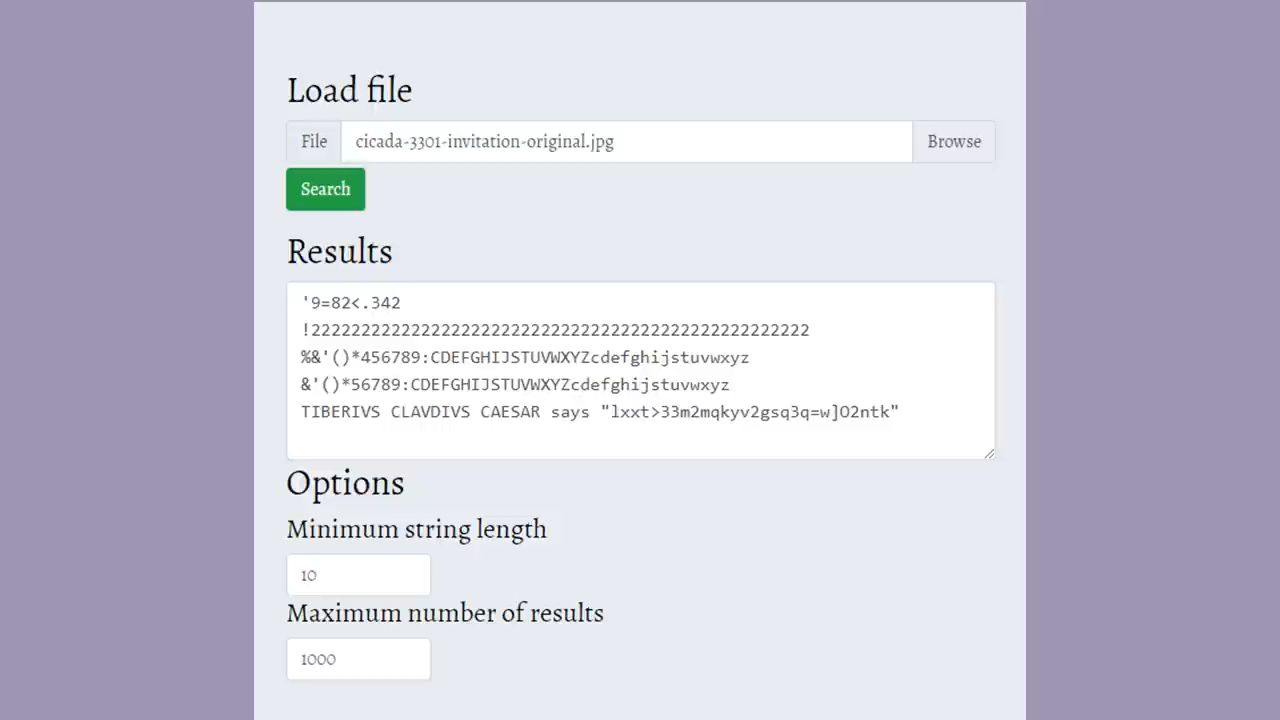 Load file
File cicada-3301-invitation-original.jpg Browse
Search
Results
'9=82<.342
!22222222222222222222222222222222222222222222222222
%&'()*456789:CDEFGHIJSTUVWXYZcdefghijstuvwxyz
&'()*56789:CDEFGHIJSTUVWXYZcdefghijstuvwxyz
TIBERIVS CLAVDIVS CAESAR says "lxxt>33m2mqkyv2gsq3q=w]O2ntk"
Options
Minimum string length
10
Maximum number of results
1000